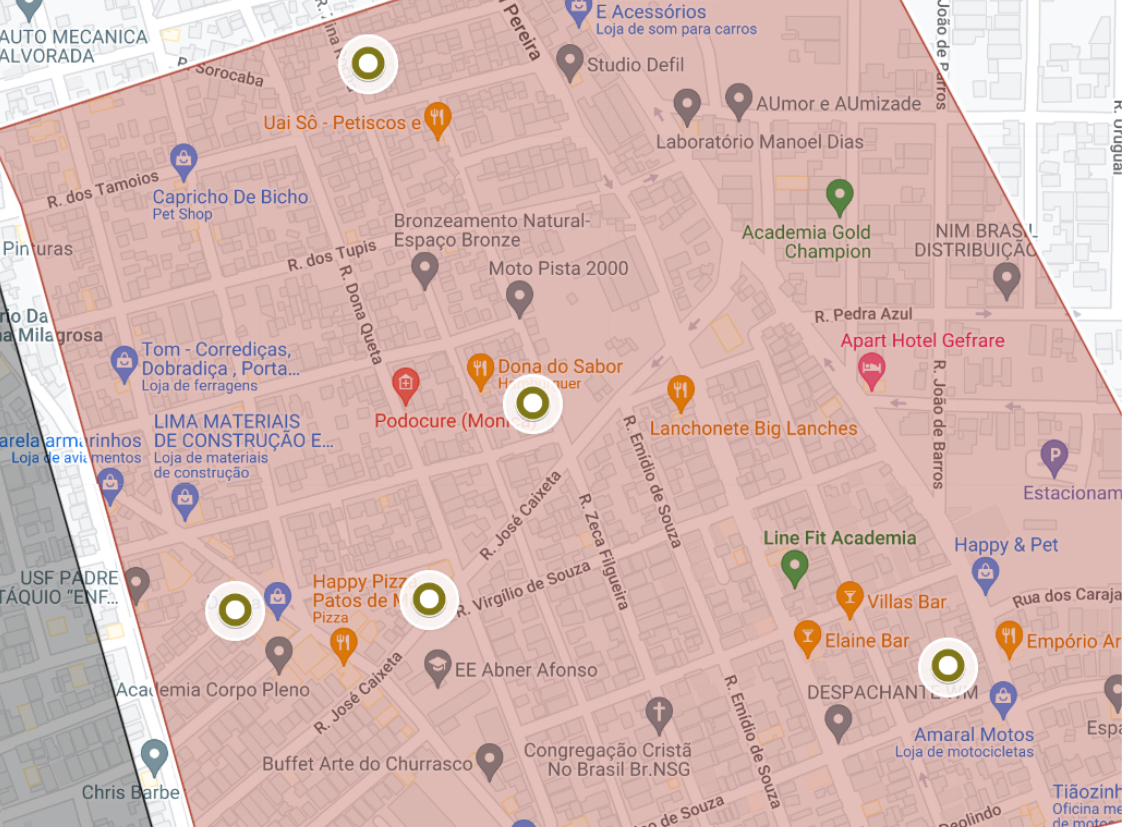 AUTO MECANICA
ALVORADA
Pereira
E Acessórios
Loja de som para carros
R. Sorocaba
Studio Defil
João de Barros
R. Uruguai
Uai Sô - Petiscos e
AUmor e AUmizade
Laboratório Manoel Dias
R. dos Tamoios
Capricho De Bicho
Pet Shop
Bronzeamento Natural-
Espaço Bronze
Academia Gold
Champion
NIM BRASIL
DISTRIBUIÇÃO
Pinturas
R. dos Tupis
Moto Pista 2000
R. Dona Queta
R. Pedra Azul
rio Da
Milagrosa
Tom - Corrediças,
Dobradiça , Porta...
Loja de ferragens
Dona do Sabor
Hamburguer
Apart Hotel Gefrare
R. João de Barros
Podocure (Monica)
LIMA MATERIAIS
DE CONSTRUÇÃO E...
Loja de materiais
de construção
arela armarinhos
Loja de aviamentos
Lanchonete Big Lanches
R. Emídio de Souza
Estacionam
R. José Caixeta
R. Zeca Filgueira
Line Fit Academia
Happy & Pet
USF PADRE
TÁQUIO "ENF...
Happy Pizza
Patos de M
Pizza
R. Virgílio de Souza
Villas Bar
Rua dos Caraja
Elaine Bar
Empório Ar
EE Abner Afonso
Academia Corpo Pleno
R. José Caixeta
DESPACHANTE WM
R. Emídio de Souza
Amaral Motos
Loja de motocicletas
Espa
Congregação Cristã
No Brasil Br.NSG
Buffet Arte do Churrasco
Chris Barbe
Tiãozinh
Oficina me
de motos
io de Souza
Deolindo